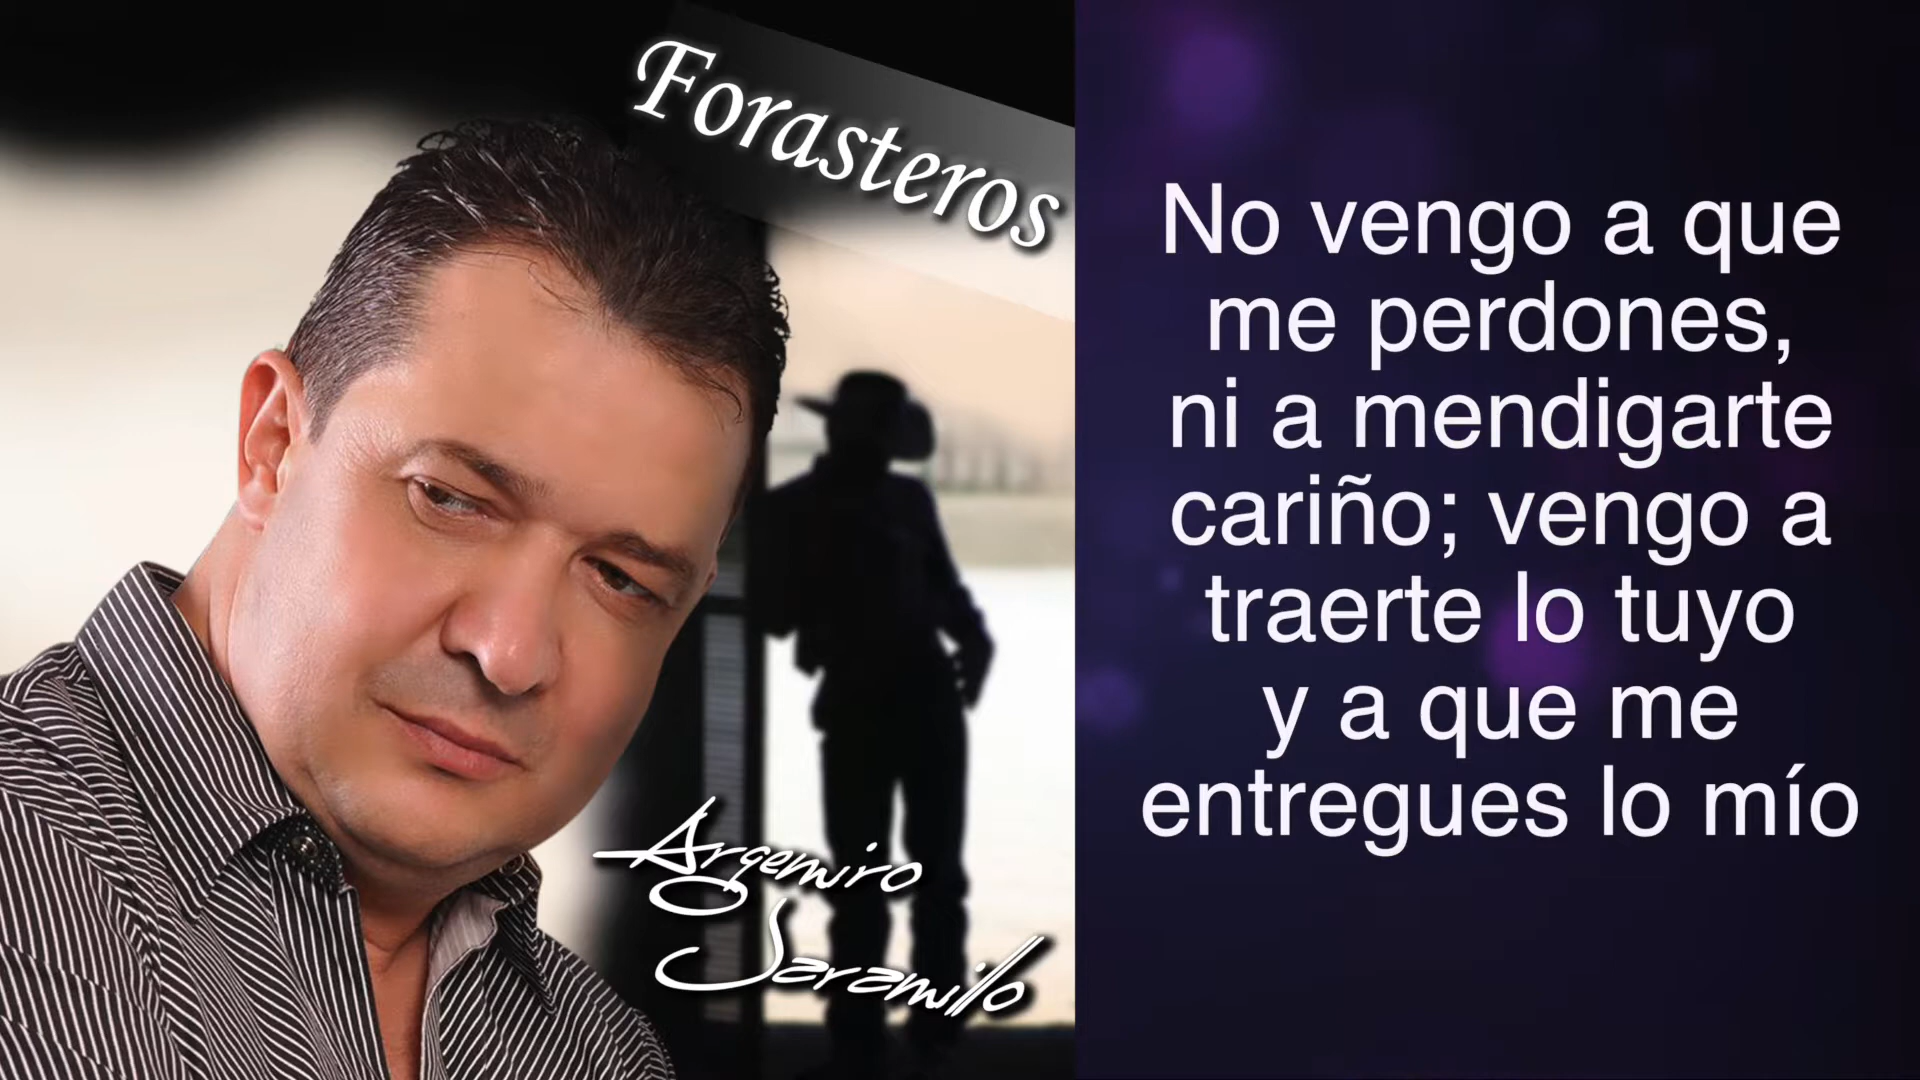 Forasteros
Argemiro
Jaramillo
No vengo a que
me perdones,
ni a mendigarte
cariño; vengo a
traerte lo tuyo
y a que me
entregues lo mío